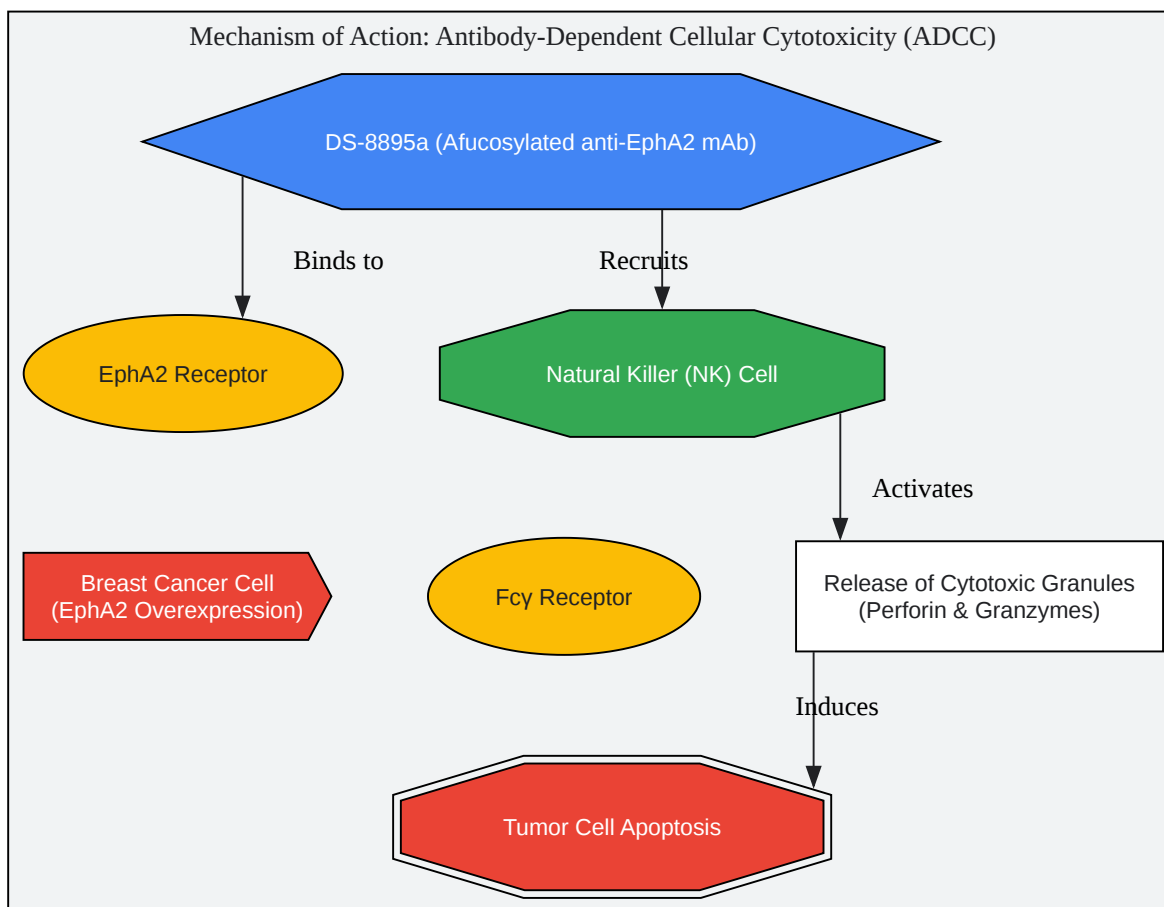 Mechanism of Action: Antibody-Dependent Cellular Cytotoxicity (ADCC)
DS-8895a (Afucosylated anti-EphA2 mAb)
Binds to
Recruits
EphA2 Receptor
Natural Killer (NK) Cell
Activates
Breast Cancer Cell
(EphA2 Overexpression)
Fcγ Receptor
Release of Cytotoxic Granules
(Perforin & Granzymes)
Induces
Tumor Cell Apoptosis